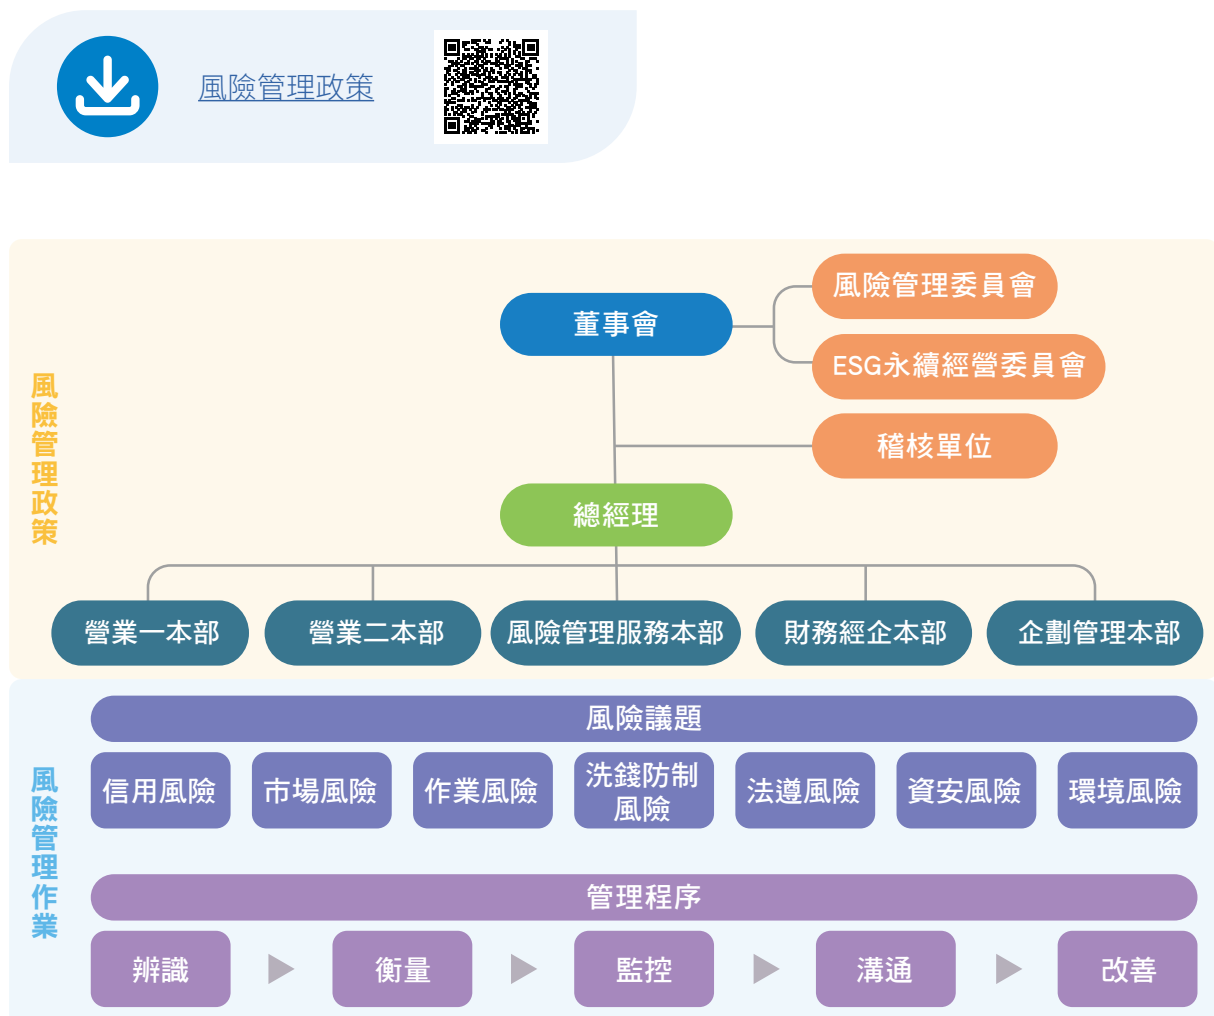 風險管理政策
風險管理政策
董事會
風險管理委員會
ESG永續經營委員會
稽核單位
總經理
營業一本部
營業二本部
風險管理服務本部
財務經企本部
企劃管理本部
風險管理作業
風險議題
信用風險
市場風險
作業風險
洗錢防制
風險
法遵風險
資安風險
環境風險
管理程序
辨識
衡量
監控
溝通
改善